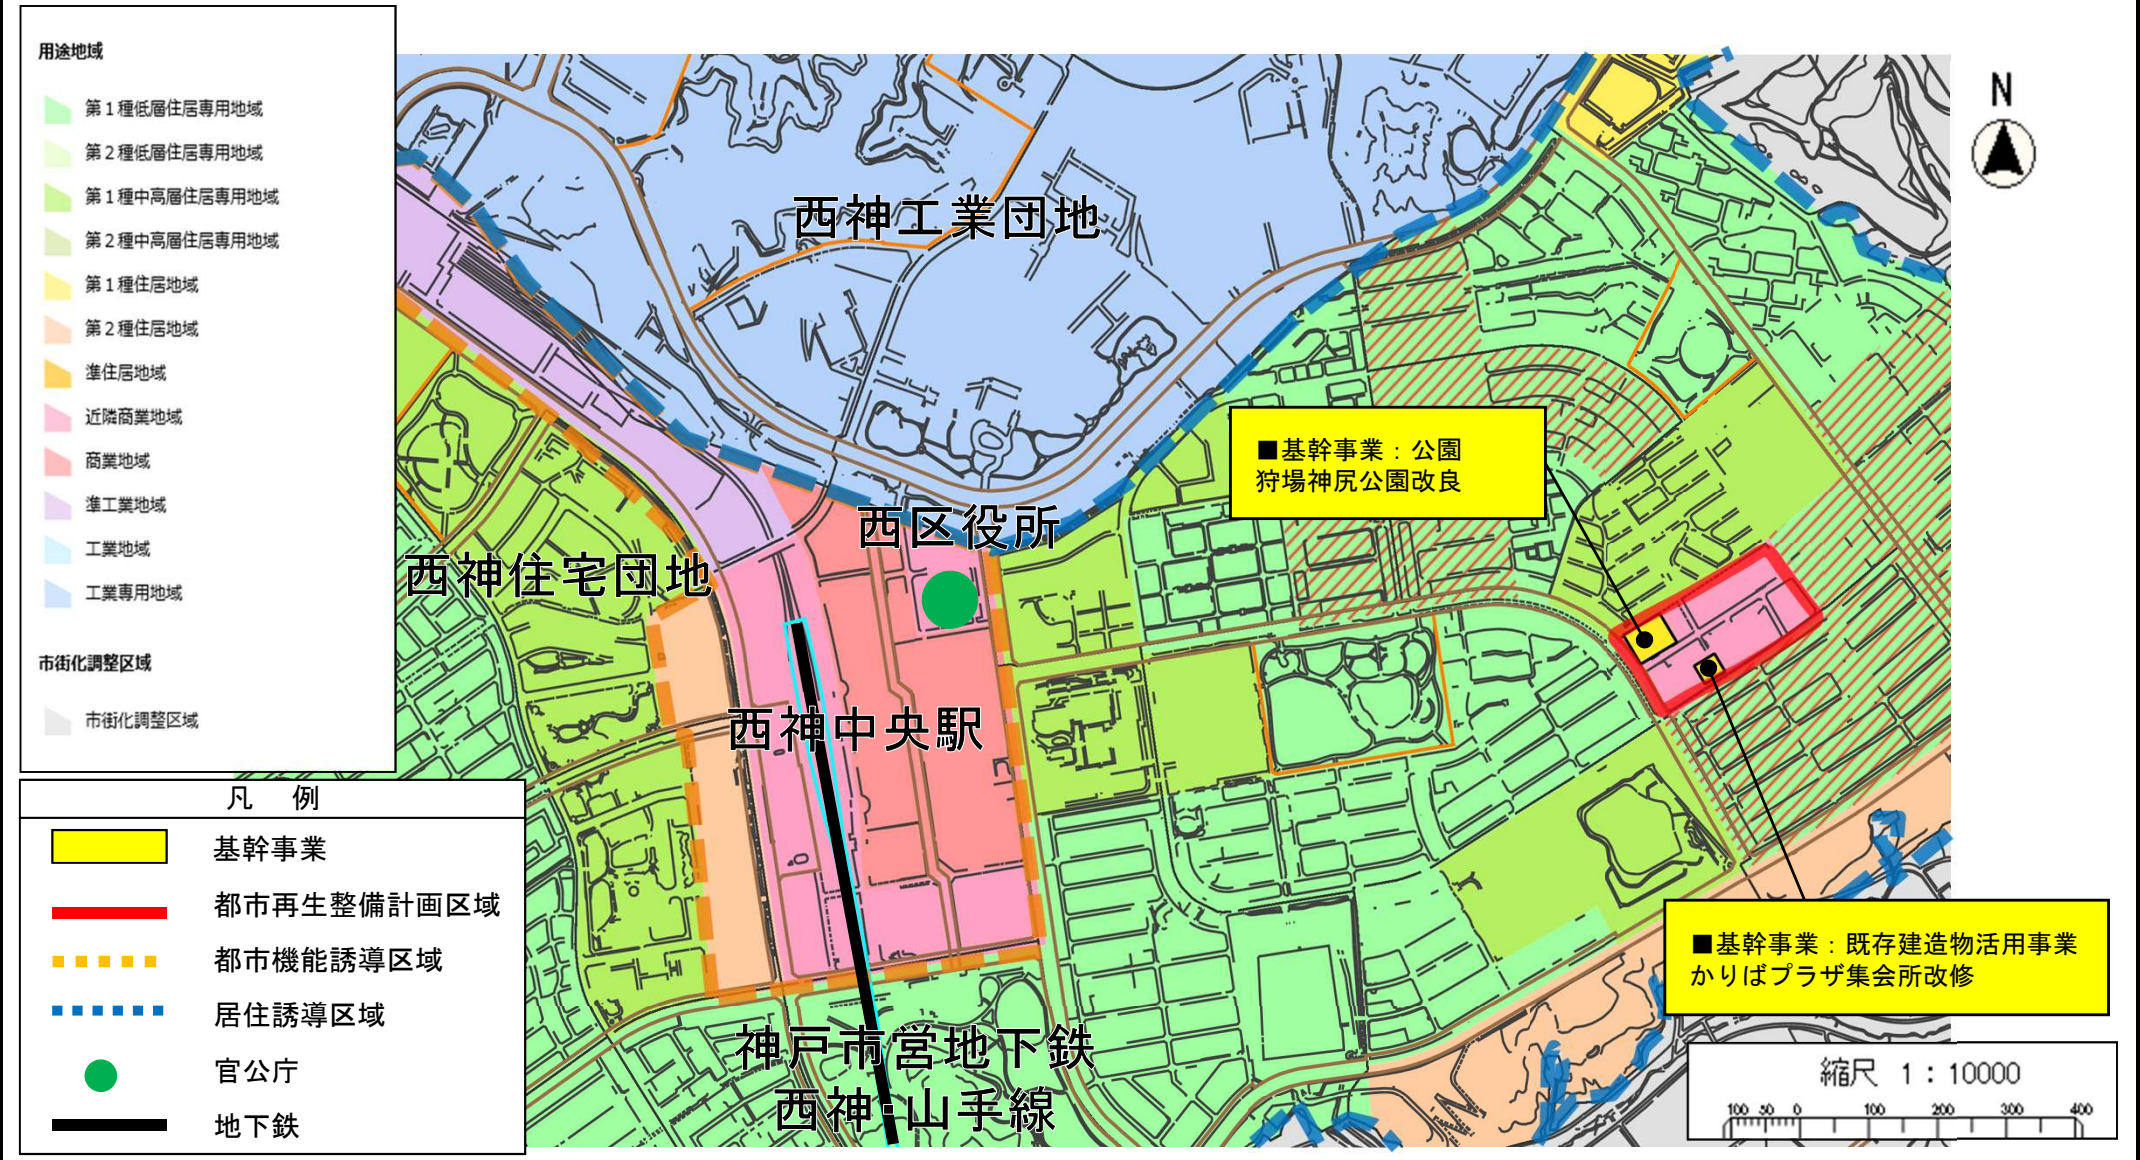 用途地域
第1種低層住居専用地域
第2種低層住居専用地域
第1種中高層住居専用地域
第2種中高層住居専用地域
第1種住居地域
第2種住居地域
準住居地域
近隣商業地域
商業地域
準工業地域
工業地域
工業専用地域
市街化調整区域
市街化調整区域
凡 例
基幹事業
都市再生整備計画区域
都市機能誘導区域
居住誘導区域
官公庁
地下鉄
西神工業団地
西区役所
西神住宅団地
西神中央駅
神戸市営地下鉄
西神・山手線
■基幹事業：公園
狩場神尻公園改良
■基幹事業：既存建造物活用事業
かりばプラザ集会所改修
N
縮尺 1：10000
100 50 0 100 200 300 400